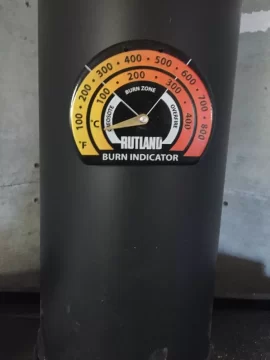 100 · 200 · 300 · 400 · 500 · 600 · 700 · 800
°F
100 · 200 · 300 · 400
°C
BURN ZONE
CREOSOTE
OVERFIRE
RUTLAND
BURN INDICATOR